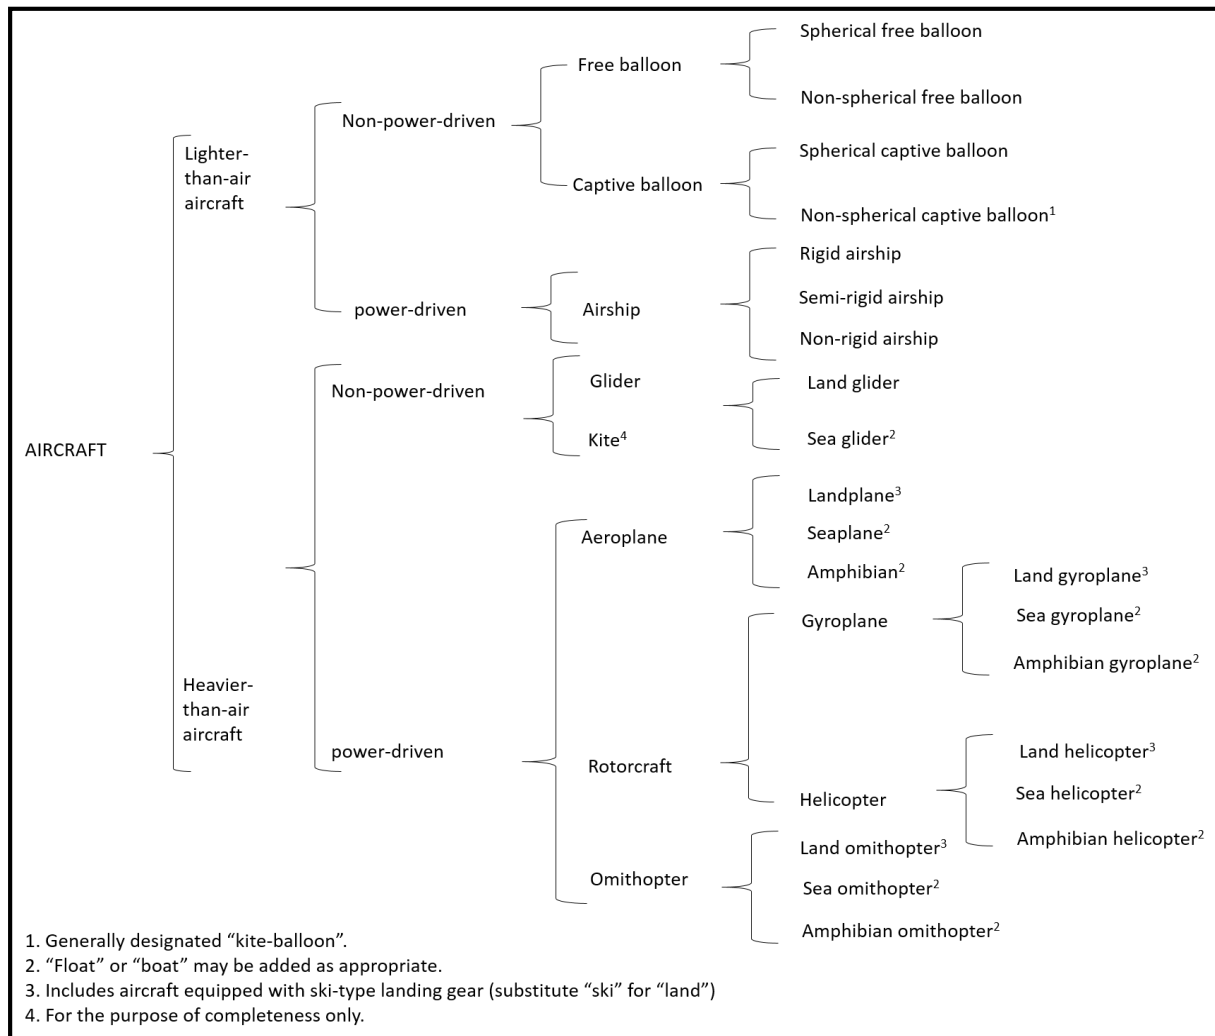 Spherical free balloon
Free balloon
Non-spherical free balloon
Non-power-driven
Lighter-
than-air
aircraft
Spherical captive balloon
Captive balloon
Non-spherical captive balloon¹
Rigid airship
power-driven
Airship
Semi-rigid airship
Non-rigid airship
Non-power-driven
Glider
Land glider
Kite⁴
Sea glider²
AIRCRAFT
Landplane³
Aeroplane
Seaplane²
Amphibian²
Land gyroplane³
Gyroplane
Sea gyroplane²
Amphibian gyroplane²
Heavier-
than-air
aircraft
power-driven
Rotorcraft
Land helicopter³
Helicopter
Sea helicopter²
Amphibian helicopter²
Land omithopter³
Omithopter
Sea omithopter²
Amphibian omithopter²
1. Generally designated “kite-balloon”.
2. “Float” or “boat” may be added as appropriate.
3. Includes aircraft equipped with ski-type landing gear (substitute “ski” for “land”)
4. For the purpose of completeness only.